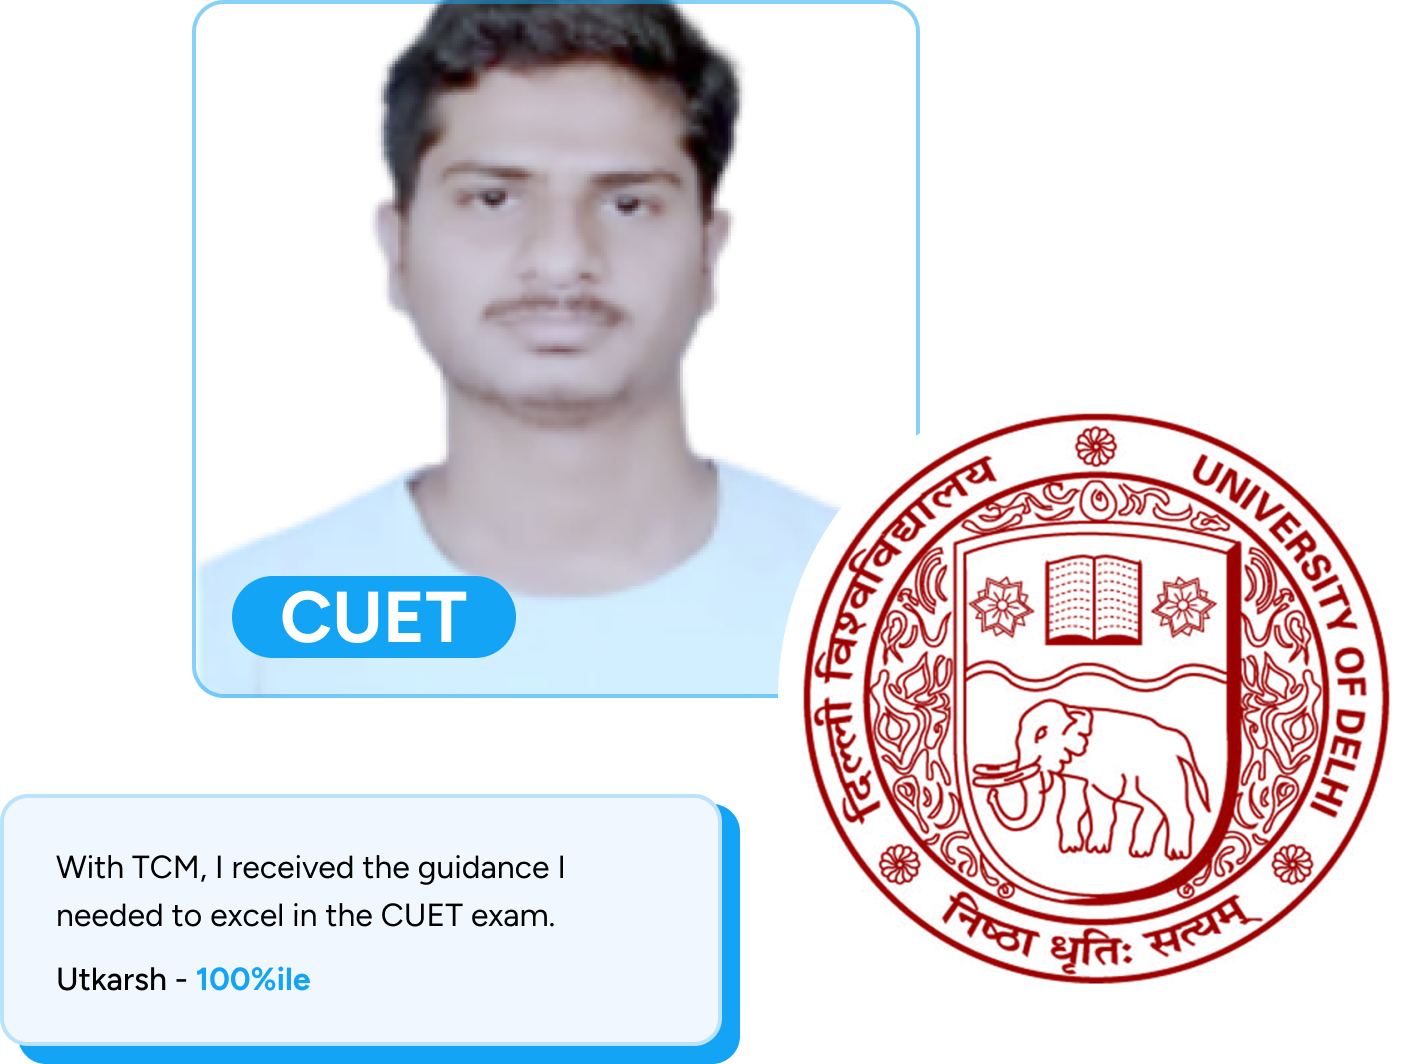 CUET
दिल्ली विश्वविद्यालय
UNIVERSITY OF DELHI
निष्ठा धृतिः सत्यम्
With TCM, I received the guidance I
needed to excel in the CUET exam.
Utkarsh - 100%ile